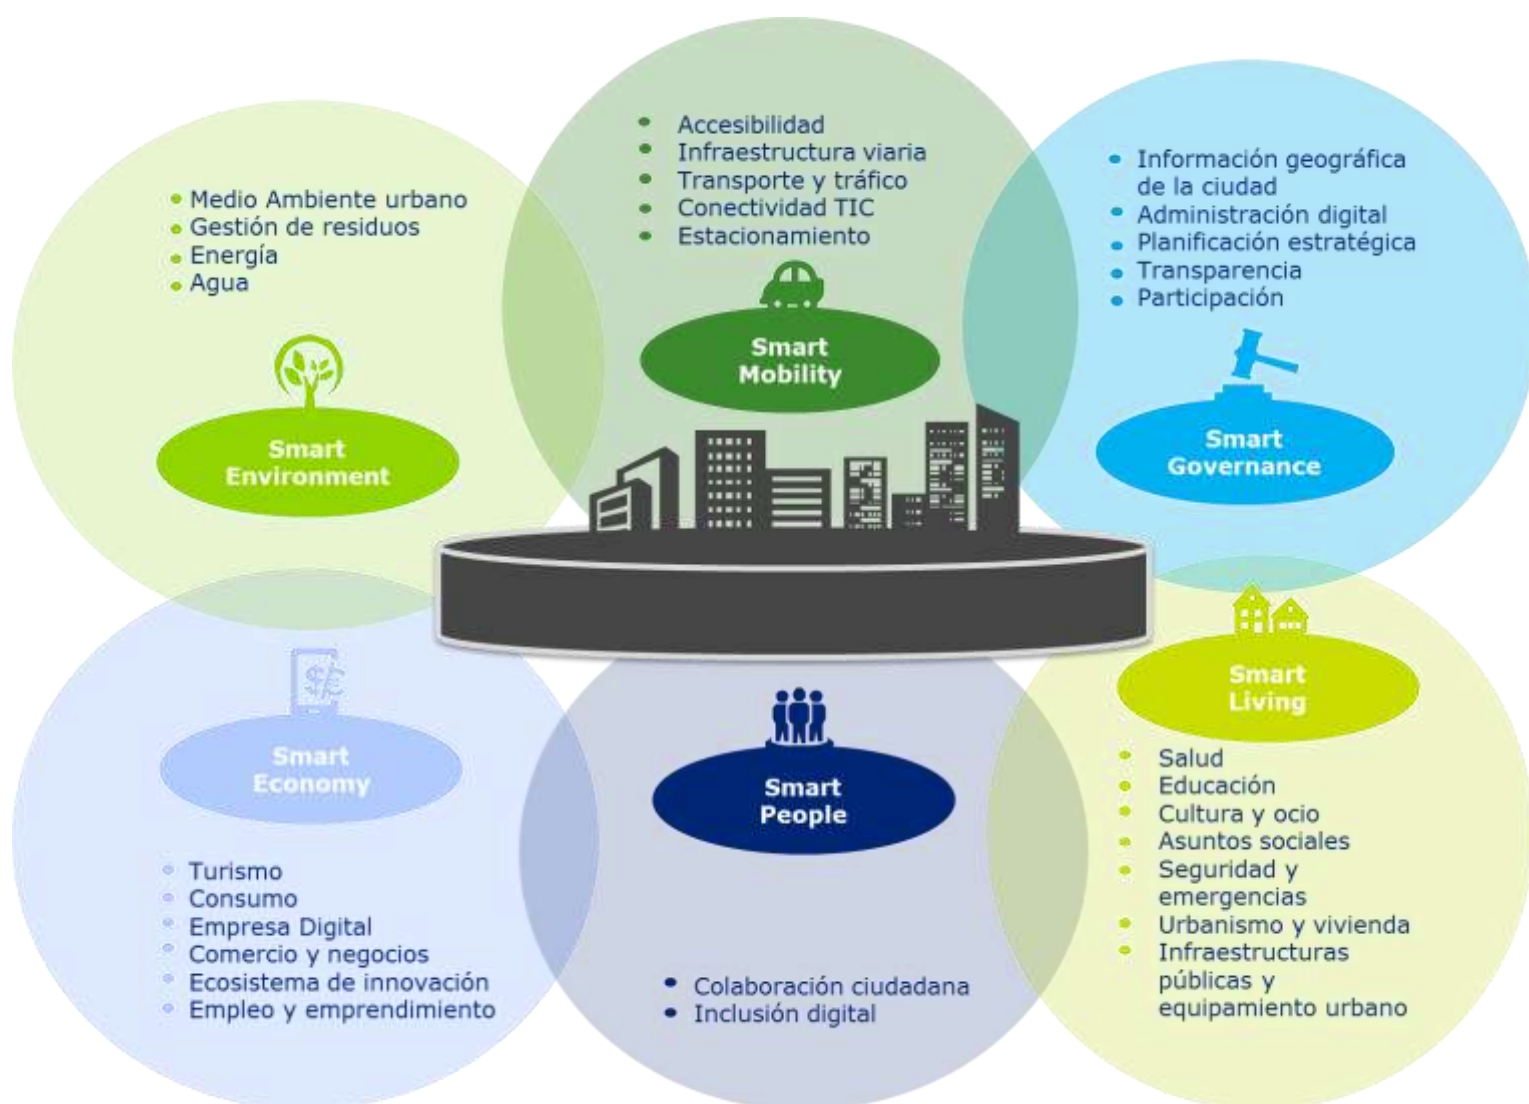 Medio Ambiente urbano
Gestión de residuos
Energía
Agua
Smart
Environment
Accesibilidad
Infraestructura viaria
Transporte y tráfico
Conectividad TIC
Estacionamiento
Smart
Mobility
Información geográfica
de la ciudad
Administración digital
Planificación estratégica
Transparencia
Participación
Smart
Governance
$/€
Smart
Economy
Turismo
Consumo
Empresa Digital
Comercio y negocios
Ecosistema de innovación
Empleo y emprendimiento
Smart
People
Colaboración ciudadana
Inclusión digital
Smart
Living
Salud
Educación
Cultura y ocio
Asuntos sociales
Seguridad y
emergencias
Urbanismo y vivienda
Infraestructuras
públicas y
equipamiento urbano